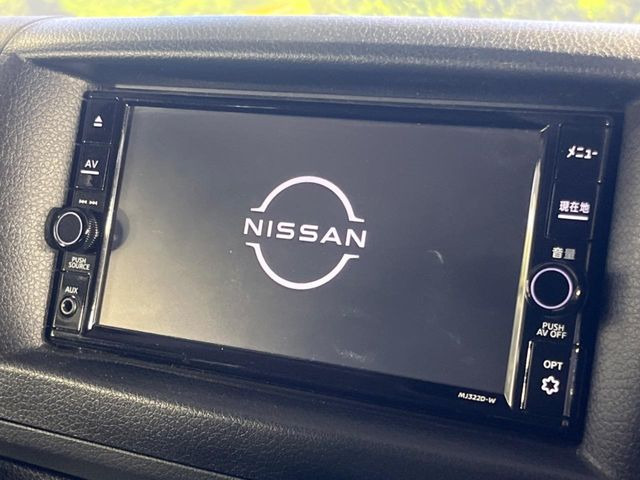 AV
PUSH
SOURCE
AUX
NISSAN
メニュー
現在地
音量
PUSH
AV OFF
OPT
MJ322D-W